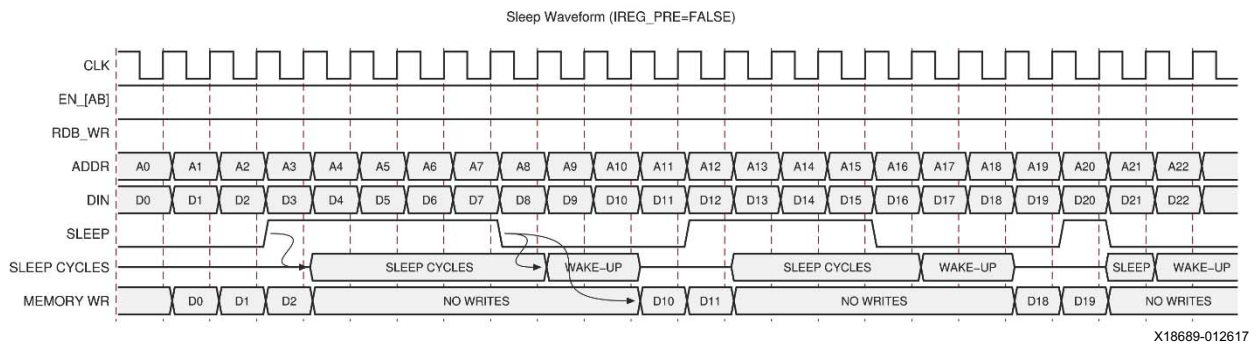 Sleep Waveform (IREG_PRE=FALSE)
CLK
EN_[AB]
RDB_WR
ADDR A0 A1 A2 A3 A4 A5 A6 A7 A8 A9 A10 A11 A12 A13 A14 A15 A16 A17 A18 A19 A20 A21 A22
DIN D0 D1 D2 D3 D4 D5 D6 D7 D8 D9 D10 D11 D12 D13 D14 D15 D16 D17 D18 D19 D20 D21 D22
SLEEP
SLEEP CYCLES SLEEP CYCLES WAKE–UP SLEEP CYCLES WAKE–UP SLEEP WAKE–UP
MEMORY WR D0 D1 D2 NO WRITES D10 D11 NO WRITES D18 D19 NO WRITES
X18689-012617